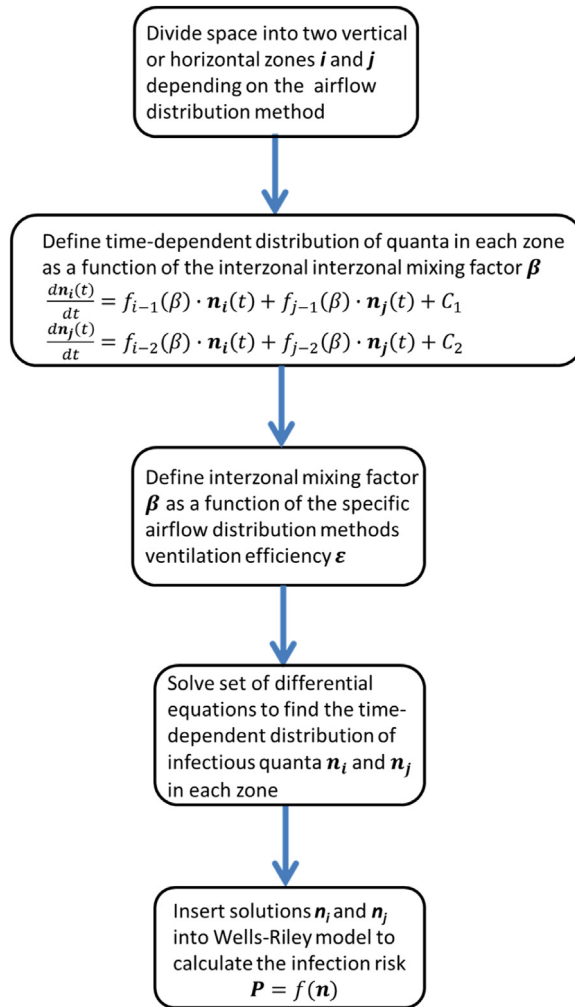 Divide space into two vertical
or horizontal zones i and j
depending on the airflow
distribution method
Define time-dependent distribution of quanta in each zone
as a function of the interzonal interzonal mixing factor β
dn_i(t)/dt = f_{i-1}(β) · n_i(t) + f_{j-1}(β) · n_j(t) + C_1
dn_j(t)/dt = f_{i-2}(β) · n_i(t) + f_{j-2}(β) · n_j(t) + C_2
Define interzonal mixing factor
β as a function of the specific
airflow distribution methods
ventilation efficiency ε
Solve set of differential
equations to find the time-
dependent distribution of
infectious quanta n_i and n_j
in each zone
Insert solutions n_i and n_j
into Wells-Riley model to
calculate the infection risk
P = f(n)